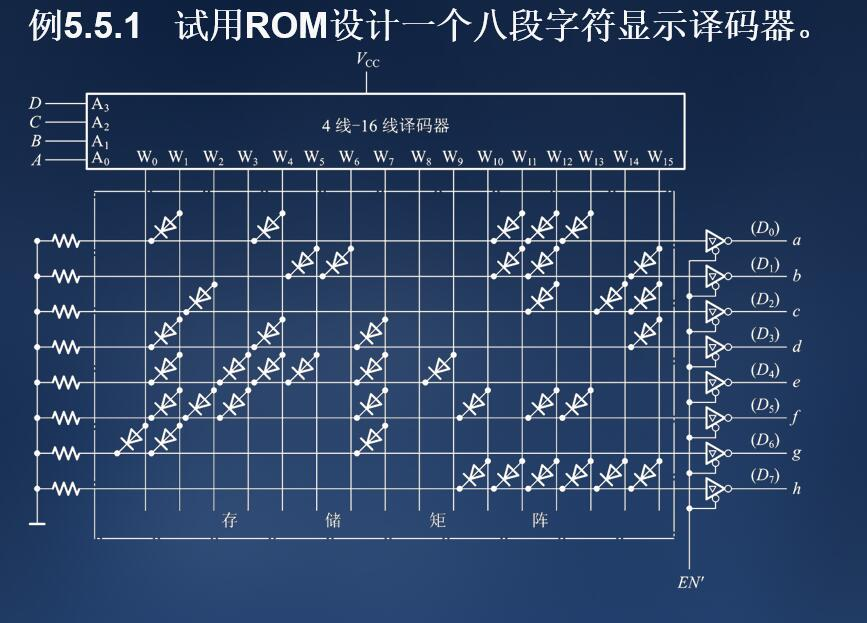 例5.5.1 试用ROM设计一个八段字符显示译码器。
VCC
D A3
C A2
B A1
A A0
4 线-16 线译码器
W0 W1 W2 W3 W4 W5 W6 W7 W8 W9 W10 W11 W12 W13 W14 W15
(D0) a
(D1) b
(D2) c
(D3) d
(D4) e
(D5) f
(D6) g
(D7) h
存 储 矩 阵
EN'